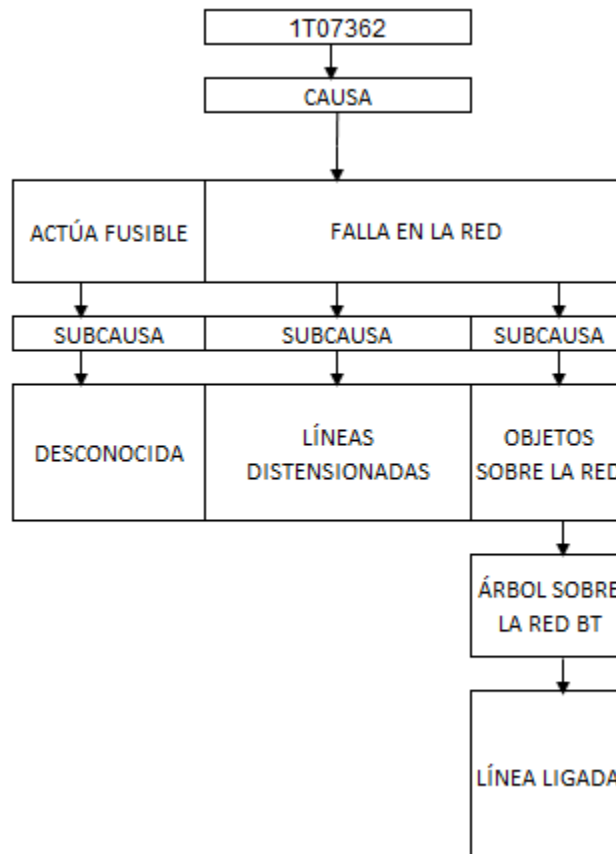 1T07362
CAUSA
ACTÚA FUSIBLE
FALLA EN LA RED
SUBCAUSA
SUBCAUSA
SUBCAUSA
DESCONOCIDA
LÍNEAS
DISTENSIONADAS
OBJETOS
SOBRE LA RED
ÁRBOL SOBRE
LA RED BT
LÍNEA LIGADA